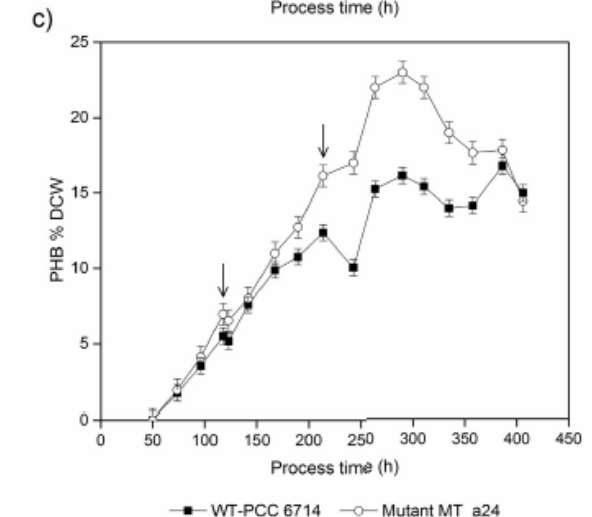 Process time (h)
c)
25
20
15
10
5
0
PHB % DCW
0 50 100 150 200 250 300 350 400 450
Process time (h)
WT-PCC 6714 Mutant MT a24